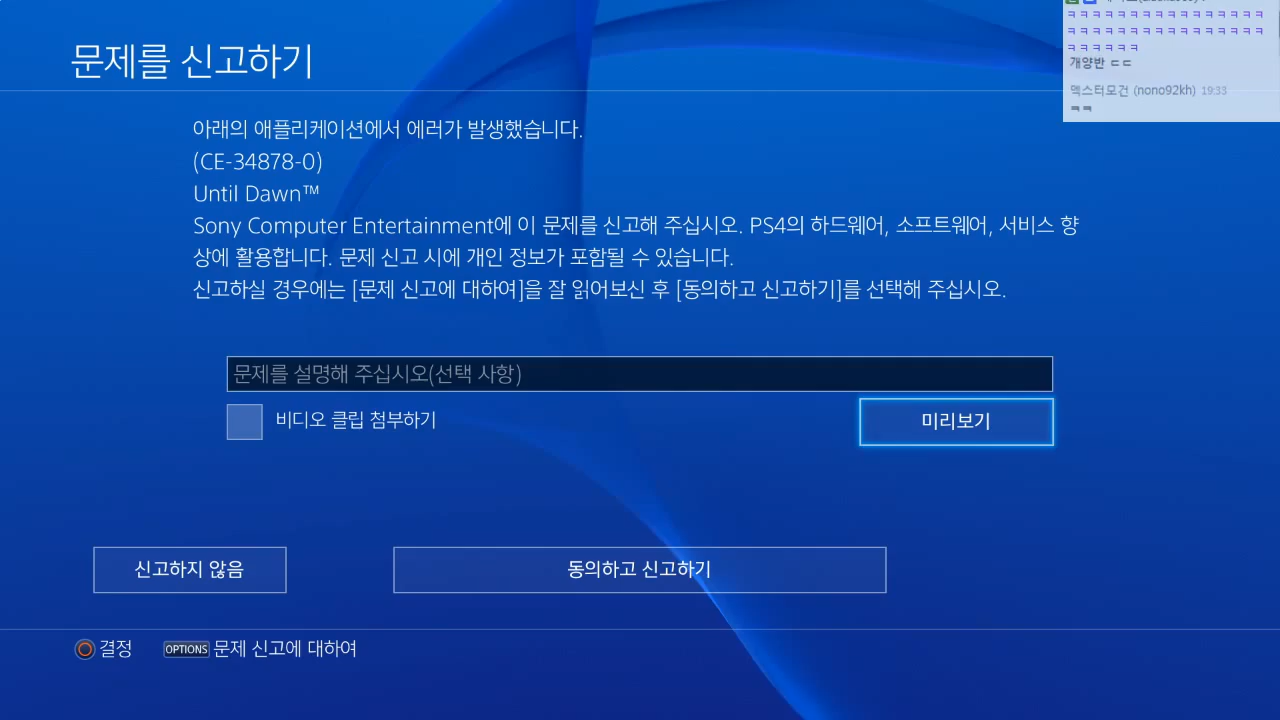 문제를 신고하기
아래의 애플리케이션에서 에러가 발생했습니다.
(CE-34878-0)
Until Dawn™
Sony Computer Entertainment에 이 문제를 신고해 주십시오. PS4의 하드웨어, 소프트웨어, 서비스 향
상에 활용합니다. 문제 신고 시에 개인 정보가 포함될 수 있습니다.
신고하실 경우에는 [문제 신고에 대하여]을 잘 읽어보신 후 [동의하고 신고하기]를 선택해 주십시오.
문제를 설명해 주십시오(선택 사항)
비디오 클립 첨부하기
미리보기
신고하지 않음
동의하고 신고하기
결정
OPTIONS 문제 신고에 대하여
ㅋㅋㅋㅋㅋㅋㅋㅋㅋㅋㅋㅋㅋㅋㅋㅋ
ㅋㅋㅋㅋㅋㅋㅋㅋㅋㅋㅋㅋㅋㅋㅋㅋ
ㅋㅋㅋㅋㅋㅋ
개양반 ㄷㄷ
덱스터모건 (nono92kh) 19:33
ㅋㅋ